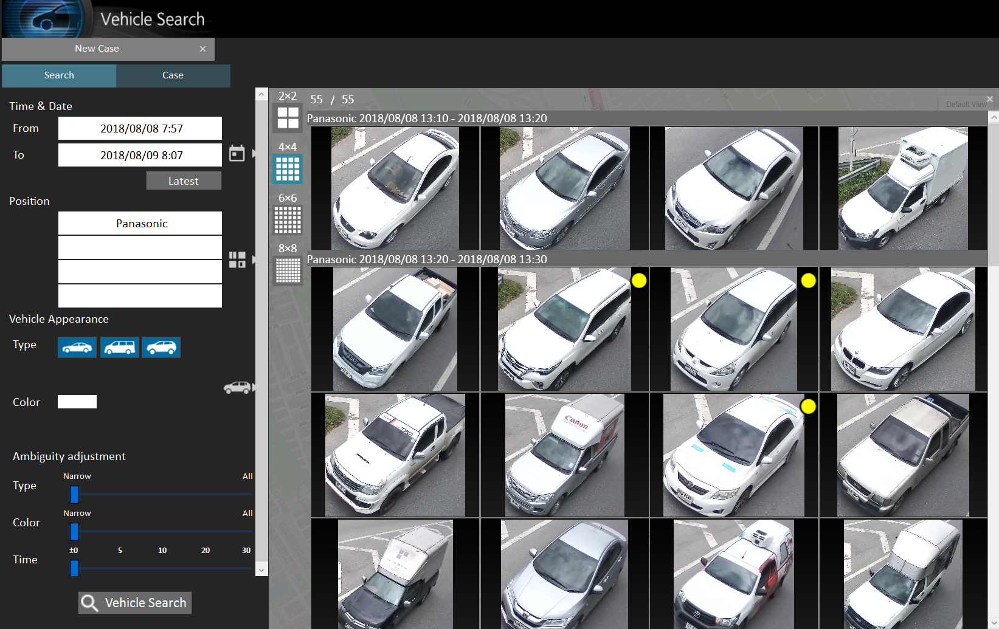 Vehicle Search
New Case ×
Search Case
Time & Date
From 2018/08/08 7:57
To 2018/08/09 8:07
Latest
Position
Panasonic
Vehicle Appearance
Type
Color
Ambiguity adjustment
Narrow All
Type
Narrow All
Color
±0 5 10 20 30
Time
Vehicle Search
2×2
4×4
6×6
8×8
55 / 55
Default View
Panasonic 2018/08/08 13:10 - 2018/08/08 13:20
Panasonic 2018/08/08 13:20 - 2018/08/08 13:30
TRD
Canon